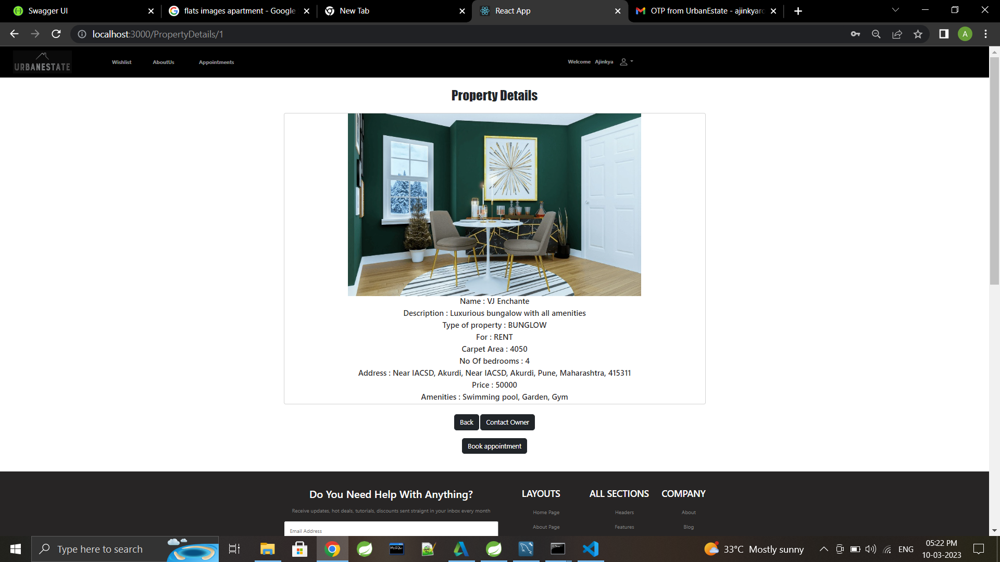 Swagger UI
flats images apartment - Google
New Tab
React App
OTP from UrbanEstate - ajinkyarc
localhost:3000/PropertyDetails/1
A
URBANESTATE
Wishlist
AboutUs
Appointments
Welcome Ajinkya
Property Details
Name : VJ Enchante
Description : Luxurious bungalow with all amenities
Type of property : BUNGLOW
For : RENT
Carpet Area : 4050
No Of bedrooms : 4
Address : Near IACSD, Akurdi, Near IACSD, Akurdi, Pune, Maharashtra, 415311
Price : 50000
Amenities : Swimming pool, Garden, Gym
Back
Contact Owner
Book appointment
Do You Need Help With Anything?
Receive updates, hot deals, tutorials, discounts sent straignt in your inbox every month
Email Address
LAYOUTS
Home Page
About Page
ALL SECTIONS
Headers
Features
COMPANY
About
Blog
Type here to search
MySQL
33°C Mostly sunny
ENG
05:22 PM
10-03-2023